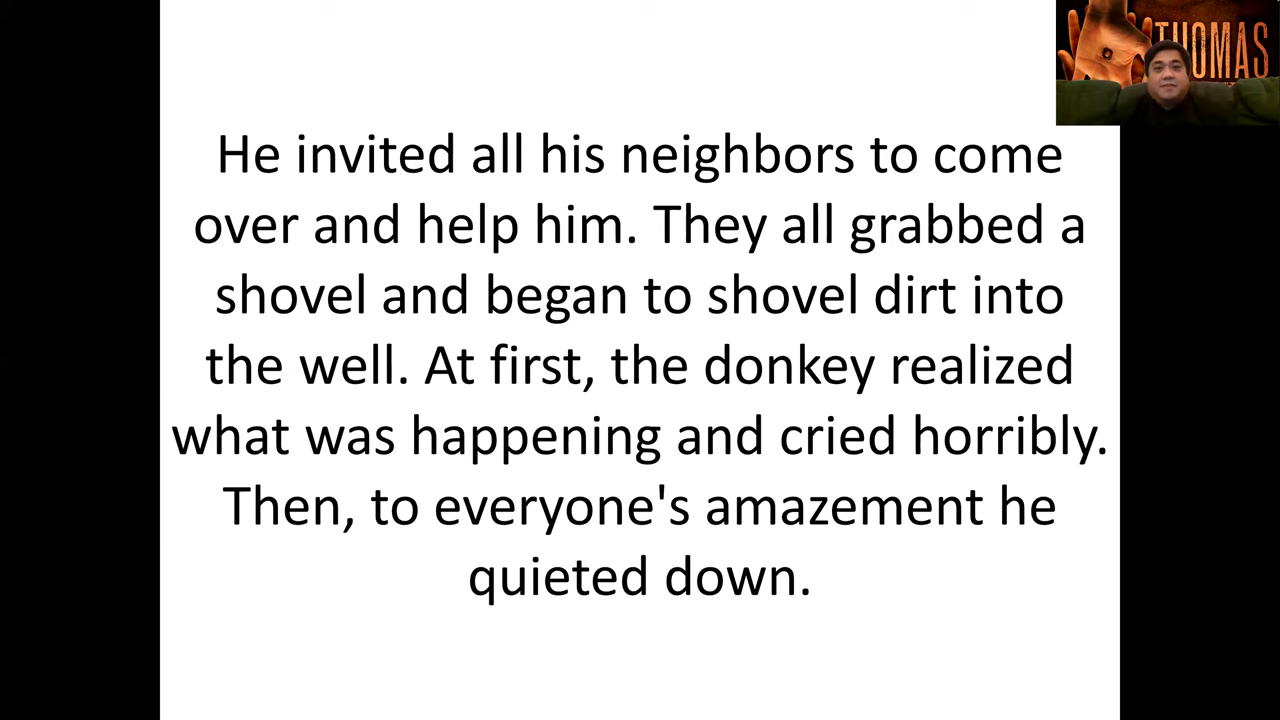 THOMAS
He invited all his neighbors to come
over and help him. They all grabbed a
shovel and began to shovel dirt into
the well. At first, the donkey realized
what was happening and cried horribly.
Then, to everyone's amazement he
quieted down.